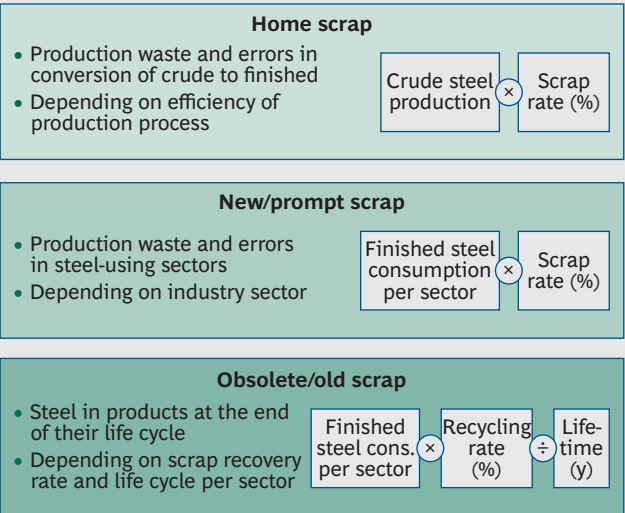 Home scrap
• Production waste and errors in
conversion of crude to finished
• Depending on efficiency of
production process
Crude steel
production
×
Scrap
rate (%)
New/prompt scrap
• Production waste and errors
in steel-using sectors
• Depending on industry sector
Finished steel
consumption
per sector
×
Scrap
rate (%)
Obsolete/old scrap
• Steel in products at the end
of their life cycle
• Depending on scrap recovery
rate and life cycle per sector
Finished
steel cons.
per sector
×
Recycling
rate
(%)
÷
Life-
time
(y)